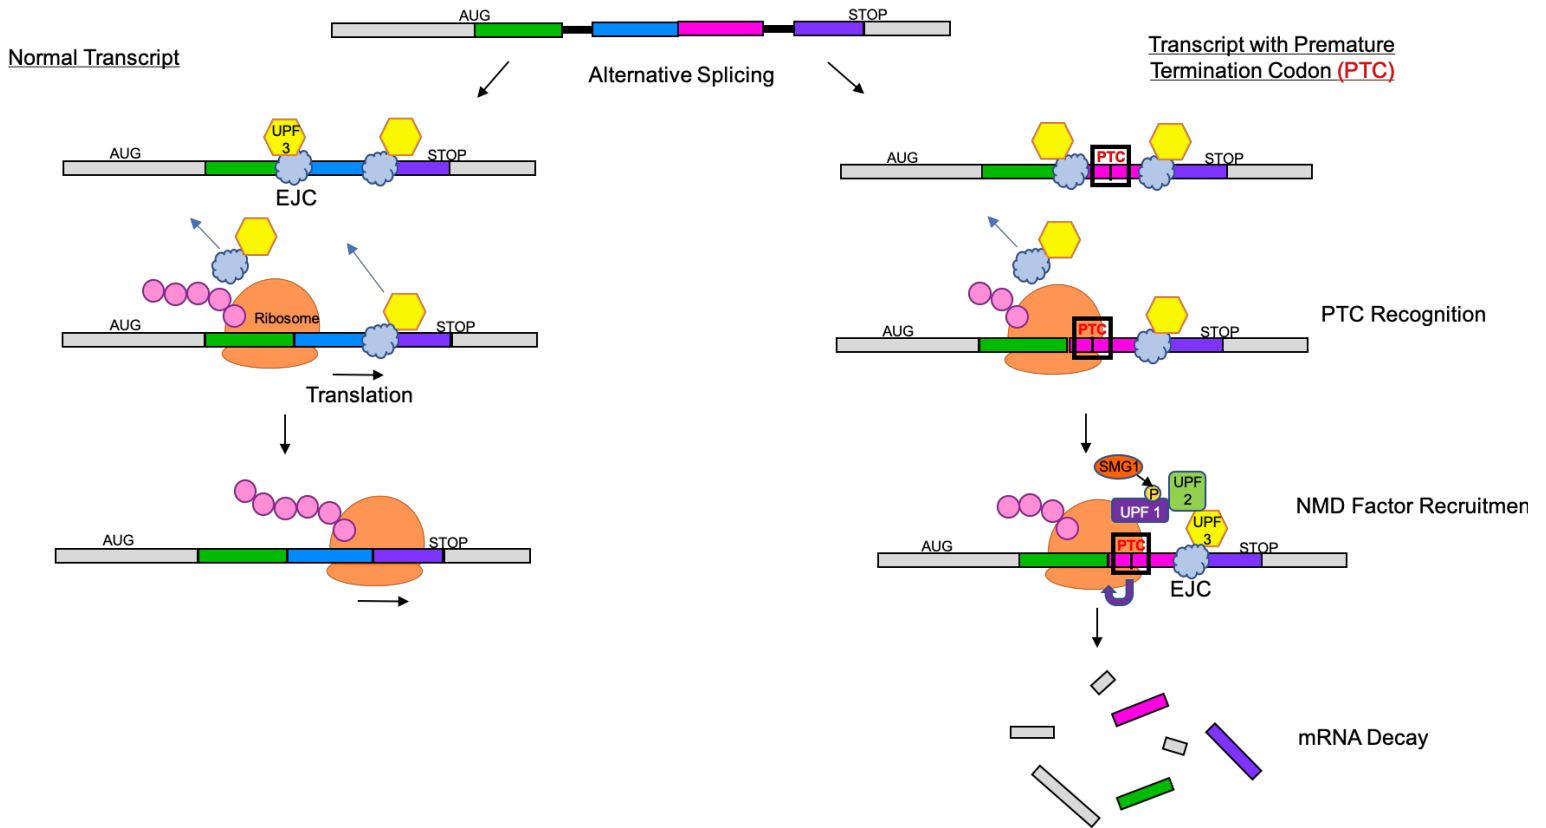 AUG
STOP
Normal Transcript
Alternative Splicing
Transcript with Premature
Termination Codon (PTC)
UPF
3
AUG
STOP
EJC
PTC
AUG
STOP
Ribosome
AUG
STOP
Translation
PTC
AUG
STOP
PTC Recognition
AUG
STOP
SMG1
P
UPF
2
UPF 1
UPF
3
PTC
AUG
STOP
EJC
NMD Factor Recruitmen
mRNA Decay